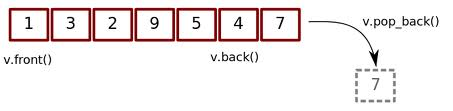 1 3 2 9 5 4 7
v.pop_back()
v.front()
v.back()
7